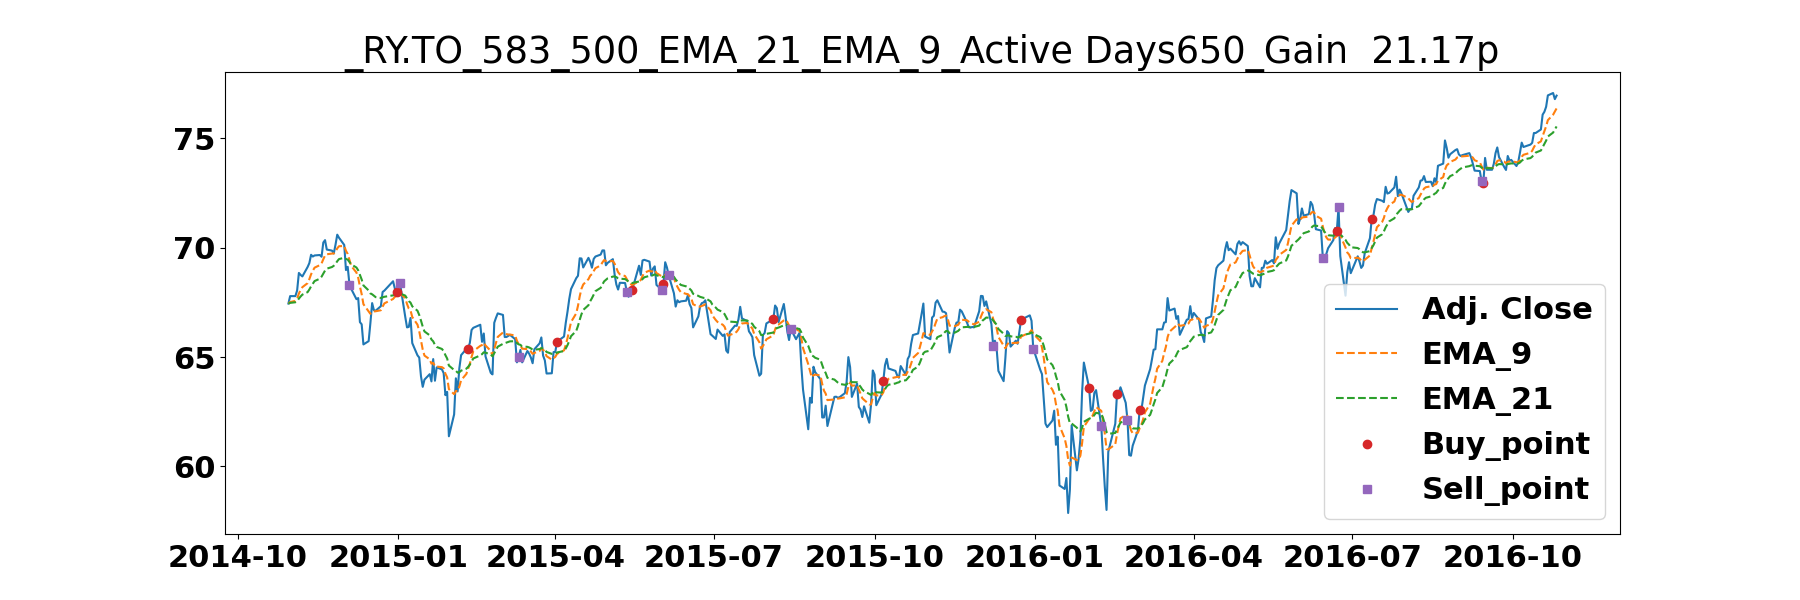 _RY.TO_583_500_EMA_21_EMA_9_Active Days650_Gain  21.17p
75
70
65
60
Adj. Close
EMA_9
EMA_21
Buy_point
Sell_point
2014-10 2015-01 2015-04 2015-07 2015-10 2016-01 2016-04 2016-07 2016-10